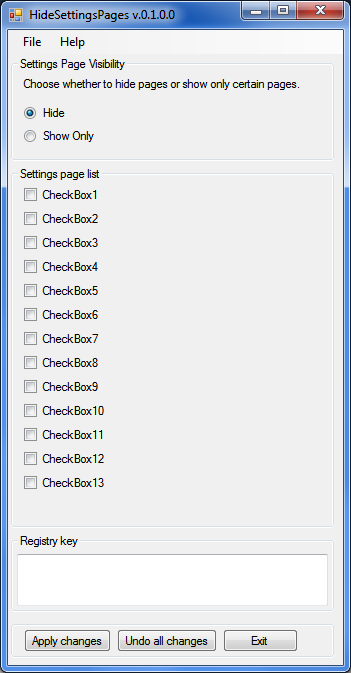 HideSettingsPages v.0.1.0.0
File Help
Settings Page Visibility
Choose whether to hide pages or show only certain pages.
Hide
Show Only
Settings page list
CheckBox1
CheckBox2
CheckBox3
CheckBox4
CheckBox5
CheckBox6
CheckBox7
CheckBox8
CheckBox9
CheckBox10
CheckBox11
CheckBox12
CheckBox13
Registry key
Apply changes Undo all changes Exit